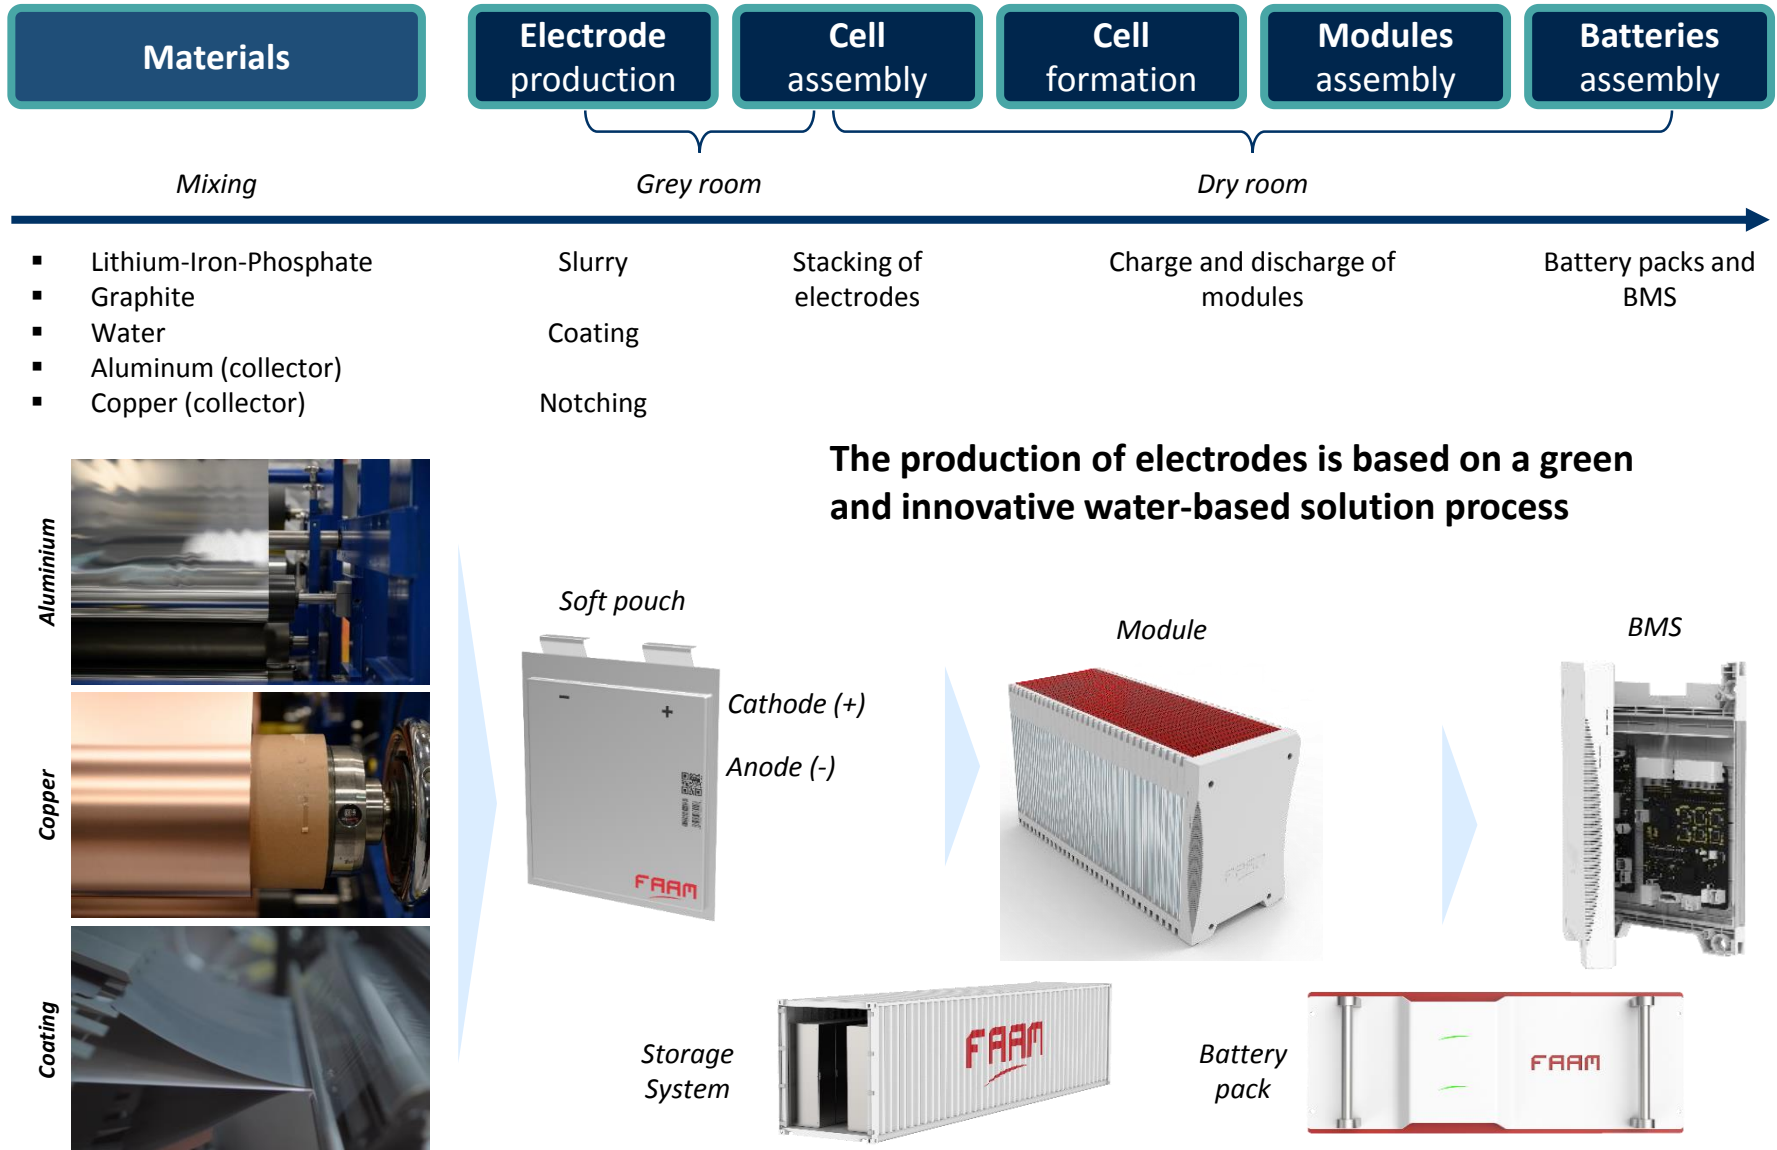 Materials
Electrode
production
Cell
assembly
Cell
formation
Modules
assembly
Batteries
assembly
Mixing
Grey room
Dry room
▪ Lithium-Iron-Phosphate
▪ Graphite
▪ Water
▪ Aluminum (collector)
▪ Copper (collector)
Slurry
Coating
Notching
Stacking of
electrodes
Charge and discharge of
modules
Battery packs and
BMS
The production of electrodes is based on a green
and innovative water-based solution process
Aluminium
Copper
Coating
Soft pouch
Cathode (+)
Anode (-)
- +
FAAM
Module
FAAM
BMS
Storage
System
FAAM
Battery
pack
FAAM